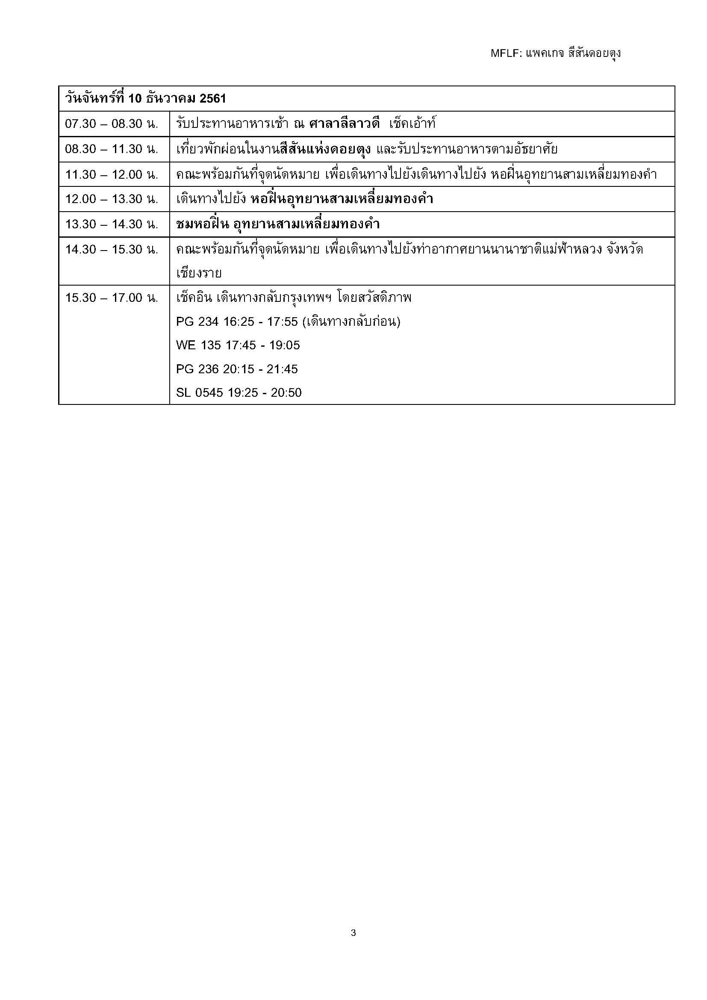 MFLF: แพคเกจ สีสันดอยตุง
วันจันทร์ที่ 10 ธันวาคม 2561
07.30 – 08.30 น. รับประทานอาหารเช้า ณ ศาลาลีลาวดี เช็คเอ้าท์
08.30 – 11.30 น. เที่ยวพักผ่อนในงานสีสันแห่งดอยตุง และรับประทานอาหารตามอัธยาศัย
11.30 – 12.00 น. คณะพร้อมกันที่จุดนัดหมาย เพื่อเดินทางไปยังเดินทางไปยัง หอฝิ่นอุทยานสามเหลี่ยมทองคำ
12.00 – 13.30 น. เดินทางไปยัง หอฝิ่นอุทยานสามเหลี่ยมทองคำ
13.30 – 14.30 น. ชมหอฝิ่น อุทยานสามเหลี่ยมทองคำ
14.30 – 15.30 น. คณะพร้อมกันที่จุดนัดหมาย เพื่อเดินทางไปยังท่าอากาศยานนานาชาติแม่ฟ้าหลวง จังหวัด
เชียงราย
15.30 – 17.00 น. เช็คอิน เดินทางกลับกรุงเทพฯ โดยสวัสดิภาพ
PG 234 16:25 - 17:55 (เดินทางกลับก่อน)
WE 135 17:45 - 19:05
PG 236 20:15 - 21:45
SL 0545 19:25 - 20:50
3